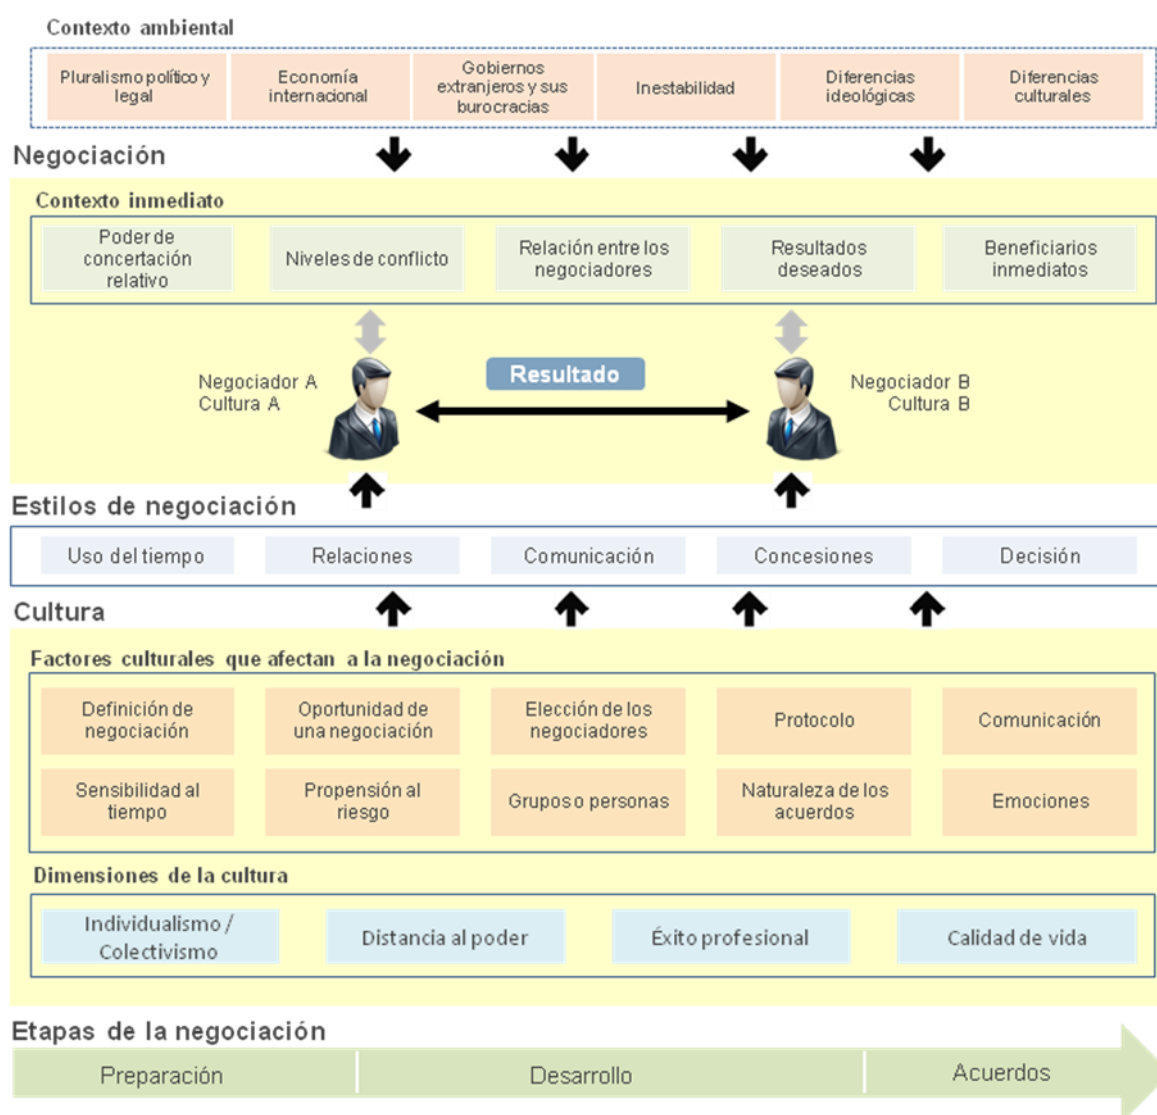 Contexto ambiental
Pluralismo político y
legal
Economía
internacional
Gobiernos
extranjeros y sus
burocracias
Inestabilidad
Diferencias
ideológicas
Diferencias
culturales
Negociación
Contexto inmediato
Poder de
concertación
relativo
Niveles de conflicto
Relación entre los
negociadores
Resultados
deseados
Beneficiarios
inmediatos
Negociador A
Cultura A
Resultado
Negociador B
Cultura B
Estilos de negociación
Uso del tiempo
Relaciones
Comunicación
Concesiones
Decisión
Cultura
Factores culturales que afectan a la negociación
Definición de
negociación
Oportunidad de
una negociación
Elección de los
negociadores
Protocolo
Comunicación
Sensibilidad al
tiempo
Propensión al
riesgo
Grupos o personas
Naturaleza de los
acuerdos
Emociones
Dimensiones de la cultura
Individualismo /
Colectivismo
Distancia al poder
Éxito profesional
Calidad de vida
Etapas de la negociación
Preparación
Desarrollo
Acuerdos